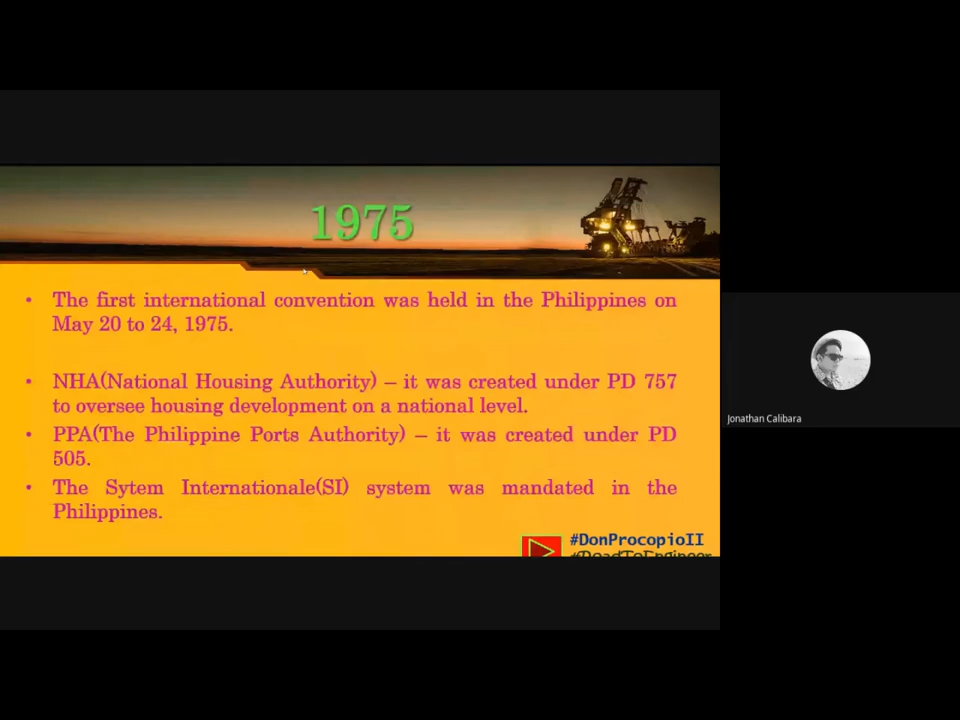 1975
• The first international convention was held in the Philippines on
May 20 to 24, 1975.
• NHA(National Housing Authority) – it was created under PD 757
to oversee housing development on a national level.
• PPA(The Philippine Ports Authority) – it was created under PD
505.
• The Sytem Internationale(SI) system was mandated in the
Philippines.
#DonProcopioII
#RoadToEngineer
Jonathan Calibara